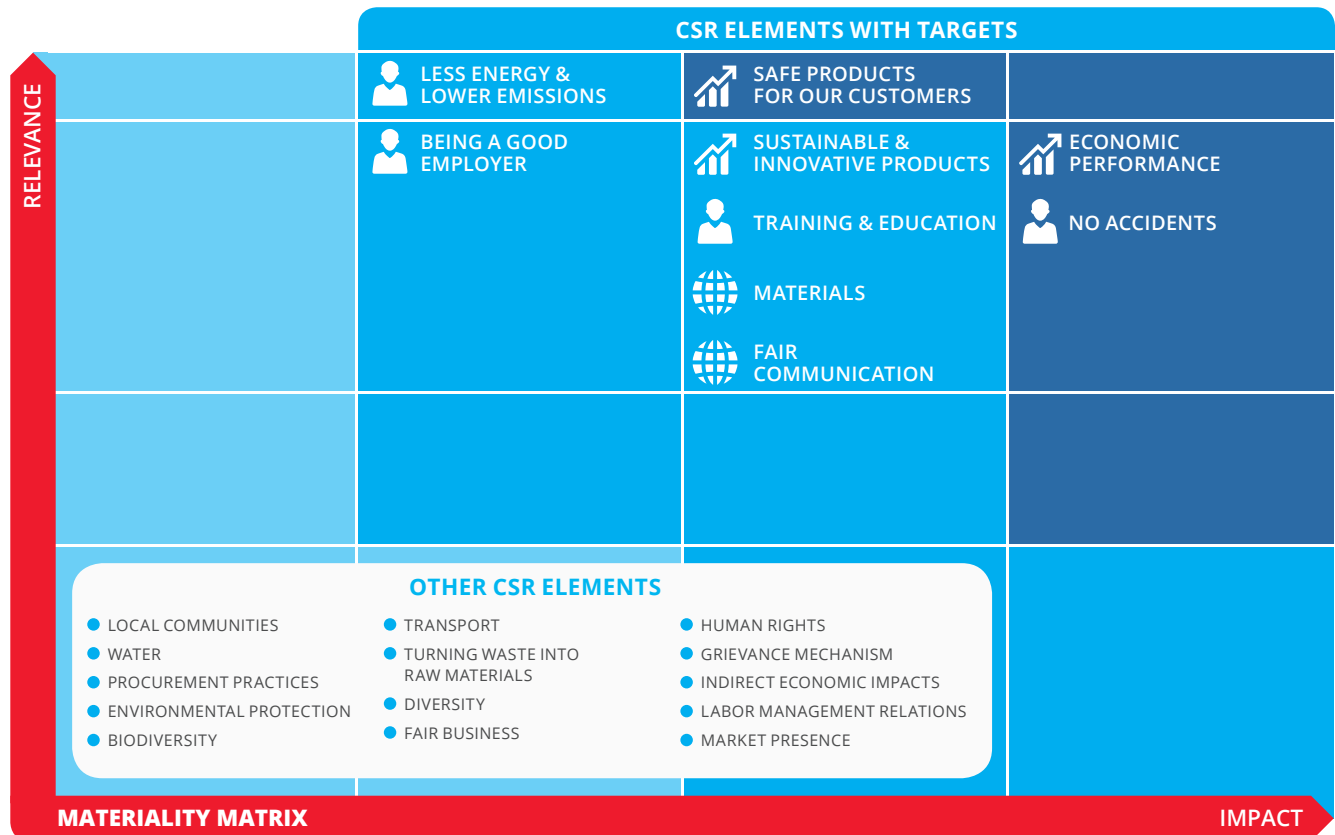 CSR ELEMENTS WITH TARGETS
RELEVANCE
LESS ENERGY &
LOWER EMISSIONS
SAFE PRODUCTS
FOR OUR CUSTOMERS
BEING A GOOD
EMPLOYER
SUSTAINABLE &
INNOVATIVE PRODUCTS
ECONOMIC
PERFORMANCE
TRAINING & EDUCATION
NO ACCIDENTS
MATERIALS
FAIR
COMMUNICATION
OTHER CSR ELEMENTS
LOCAL COMMUNITIES
WATER
PROCUREMENT PRACTICES
ENVIRONMENTAL PROTECTION
BIODIVERSITY
TRANSPORT
TURNING WASTE INTO
RAW MATERIALS
DIVERSITY
FAIR BUSINESS
HUMAN RIGHTS
GRIEVANCE MECHANISM
INDIRECT ECONOMIC IMPACTS
LABOR MANAGEMENT RELATIONS
MARKET PRESENCE
MATERIALITY MATRIX
IMPACT